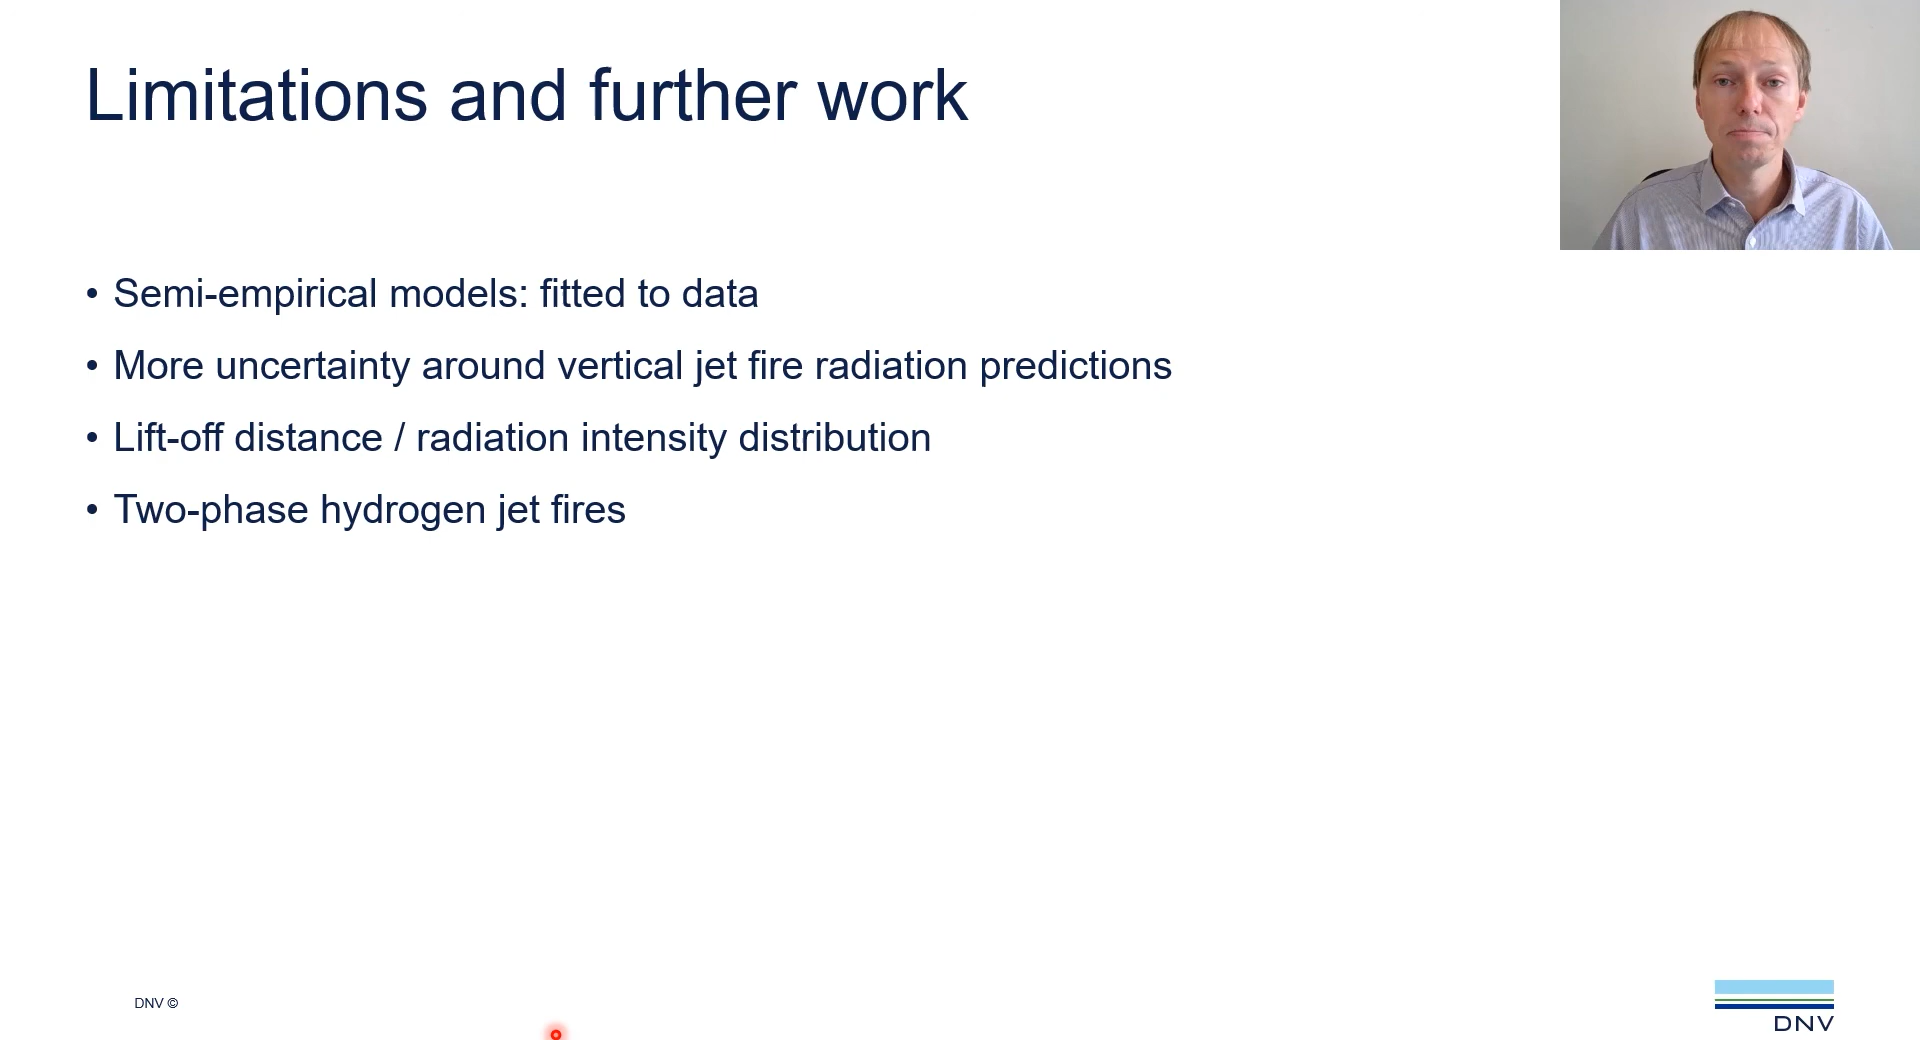 Limitations and further work
• Semi-empirical models: fitted to data
• More uncertainty around vertical jet fire radiation predictions
• Lift-off distance / radiation intensity distribution
• Two-phase hydrogen jet fires
DNV ©
DNV